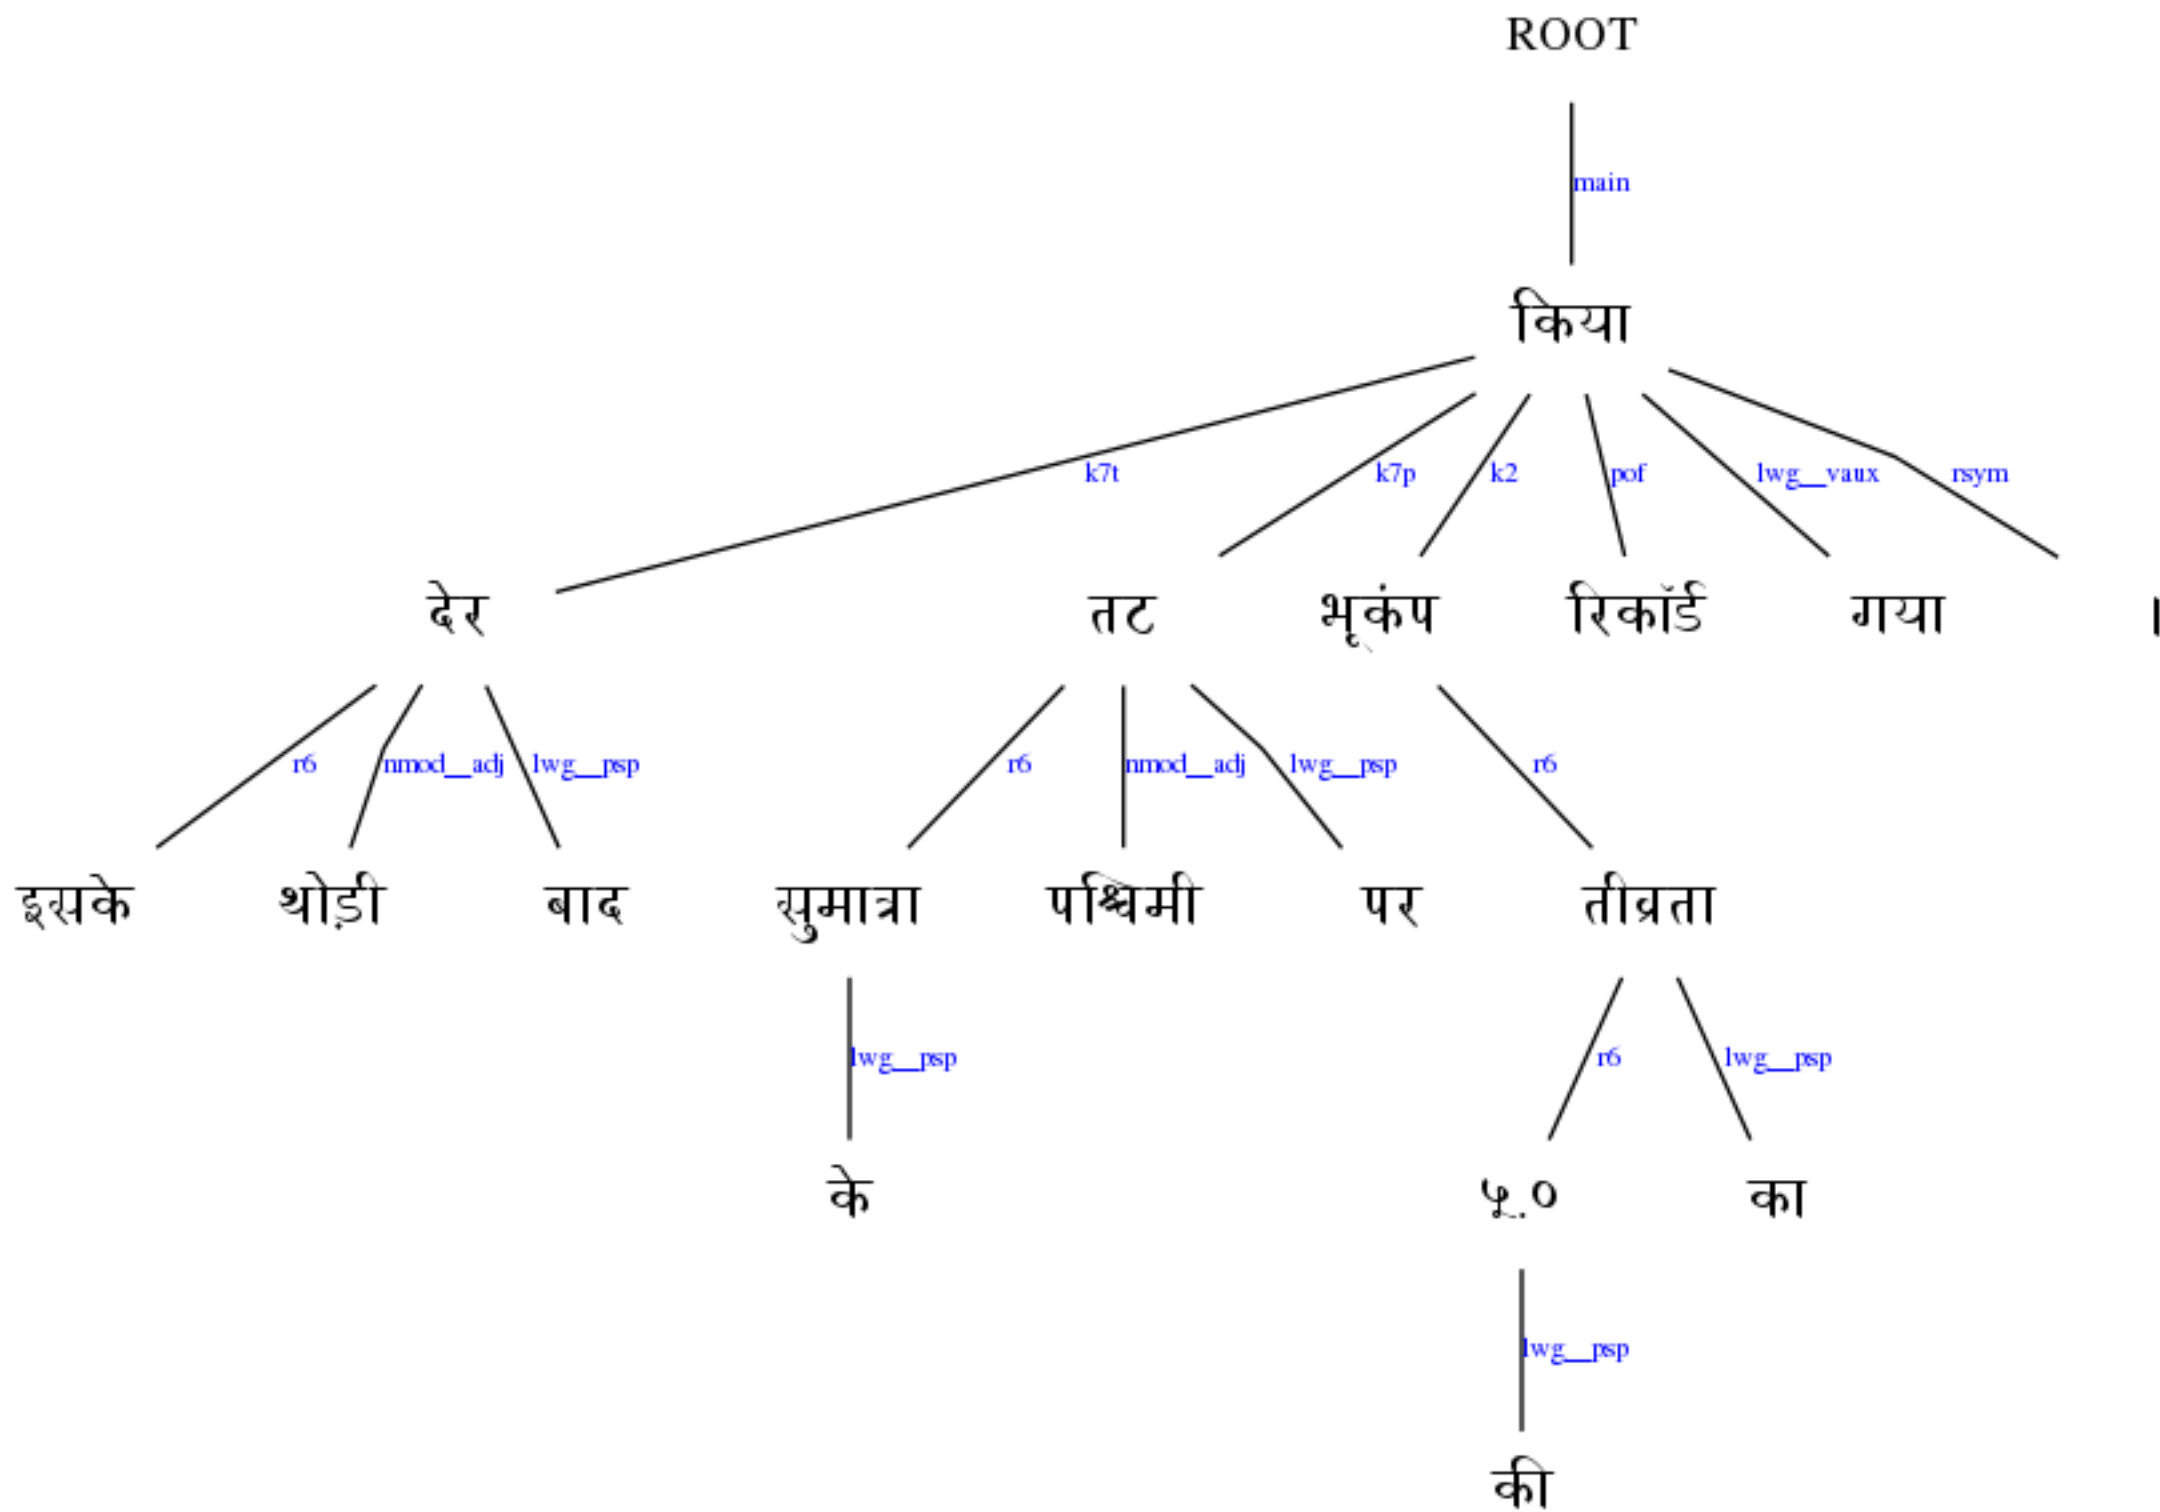 ROOT
main
किया
k7t k7p k2 pof lwg__vaux rsym
देर तट भूकंप रिकॉर्ड गया ।
r6 nmod__adj lwg__psp r6 nmod__adj lwg__psp r6
इसके थोड़ी बाद सुमात्रा पश्चिमी पर तीव्रता
lwg__psp r6 lwg__psp
के ५.० का
lwg__psp
की